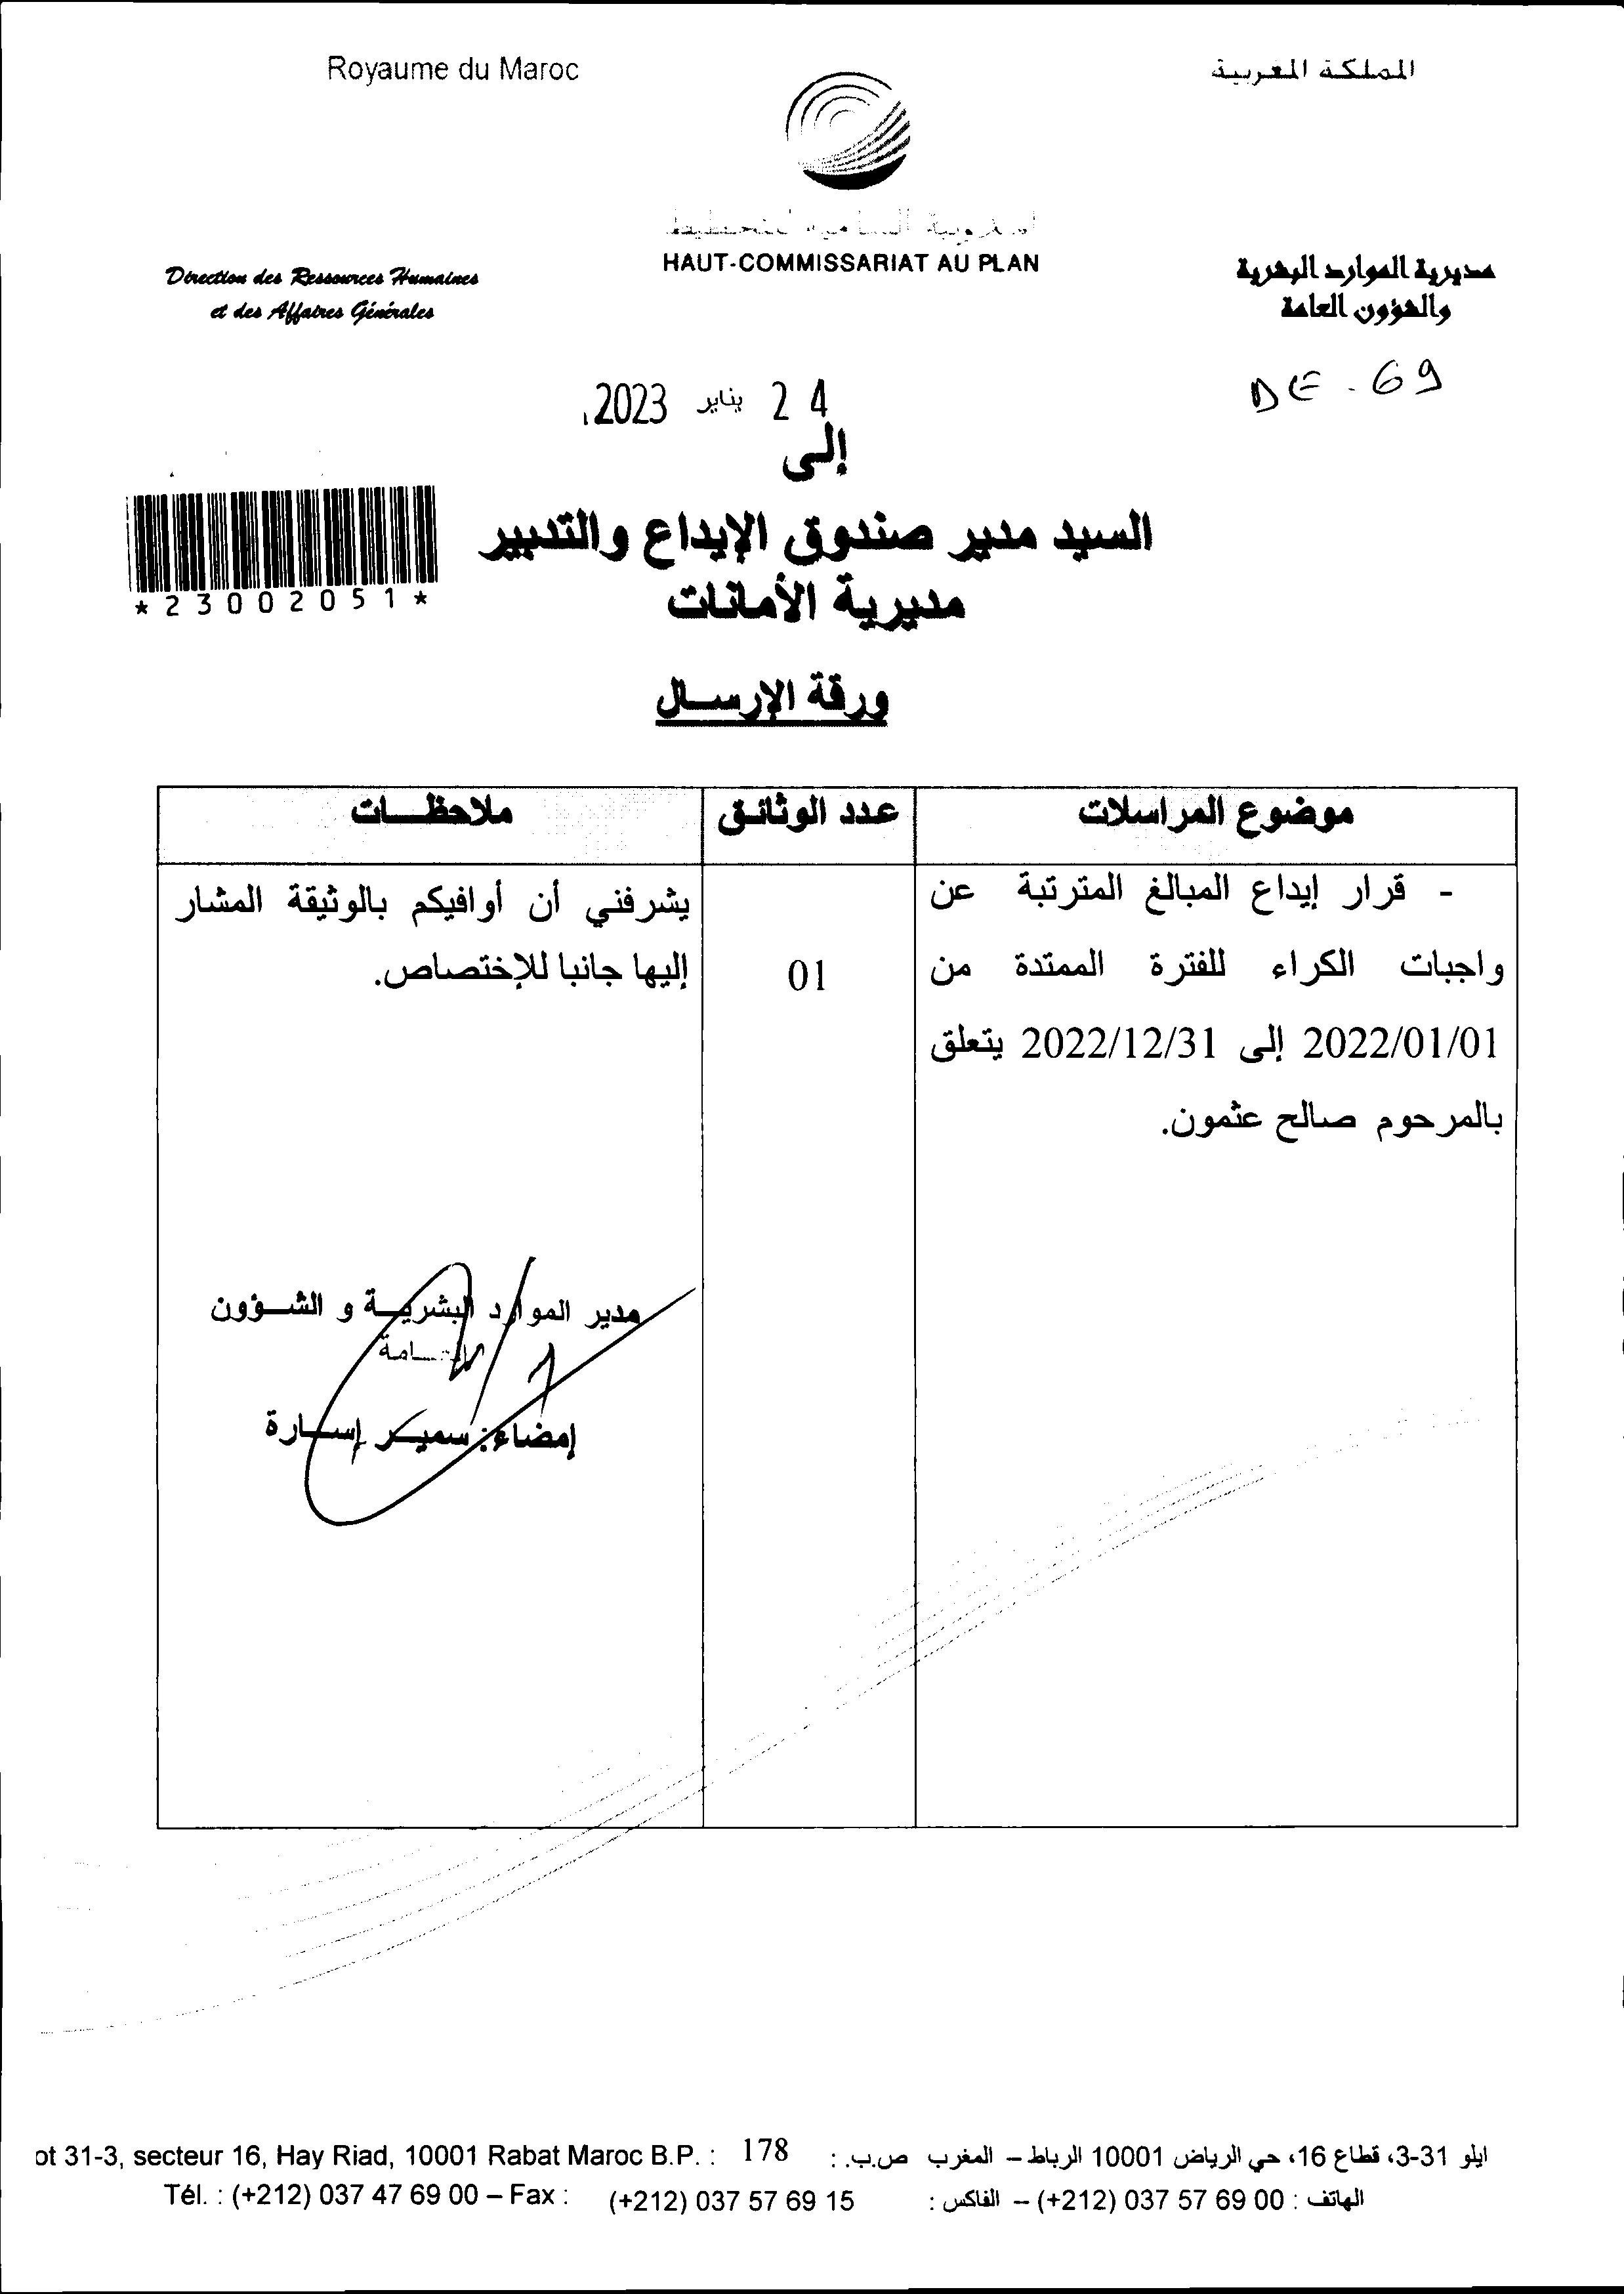 Royaume du Maroc
المملكة المغربية
HAUT-COMMISSARIAT AU PLAN
Direction des Ressources Humaines
et des Affaires Générales
مديرية الموارد البشرية
والشؤون العامة
DE - 69
24 يناير 2023
إلى
السيد مدير صندوق الإيداع والتدبير
مديرية الأمانات
*23002051*
ورقة الإرسال
موضوع المراسلات
عدد الوثائق
ملاحظات
- قرار إيداع المبالغ المترتبة عن
واجبات الكراء للفترة الممتدة من
2022/01/01 إلى 2022/12/31 يتعلق
بالمرحوم صالح عثمون.
01
يشرفني أن أوافيكم بالوثيقة المشار
إليها جانبا للإختصاص.
مدير الموارد البشرية و الشؤون
العامة
إمضاء: سمير إسارة
ot 31-3, secteur 16, Hay Riad, 10001 Rabat Maroc B.P. : 178 ايلو 31-3، قطاع 16، حي الرياض 10001 الرباط – المغرب ص.ب. :
Tél. : (+212) 037 47 69 00 – Fax : (+212) 037 57 69 15 الهاتف : 00 69 57 037 (212+) – الفاكس :